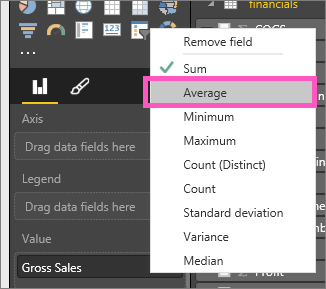 financials
COGS
...
Remove field
Sum
Average
Minimum
Maximum
Count (Distinct)
Count
Standard deviation
Variance
Median
Axis
Drag data fields here
Legend
Drag data fields here
Value
Gross Sales
Profit